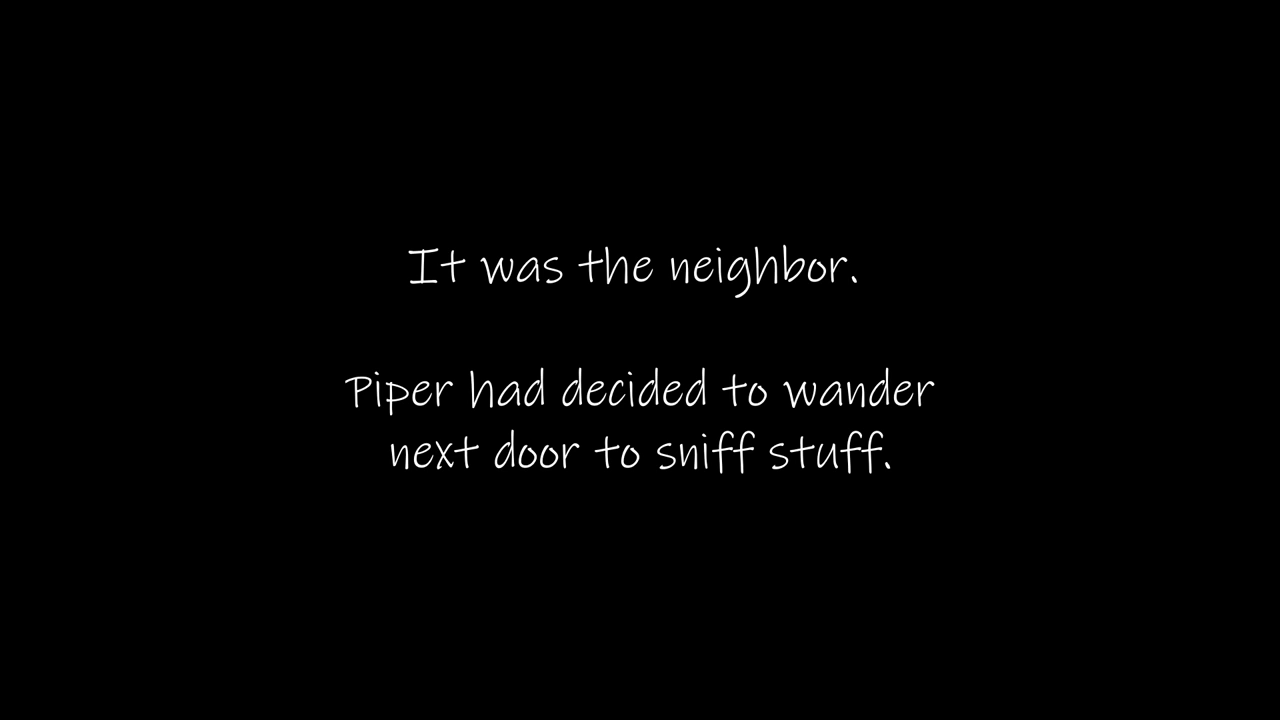 It was the neighbor.
Piper had decided to wander
next door to sniff stuff.